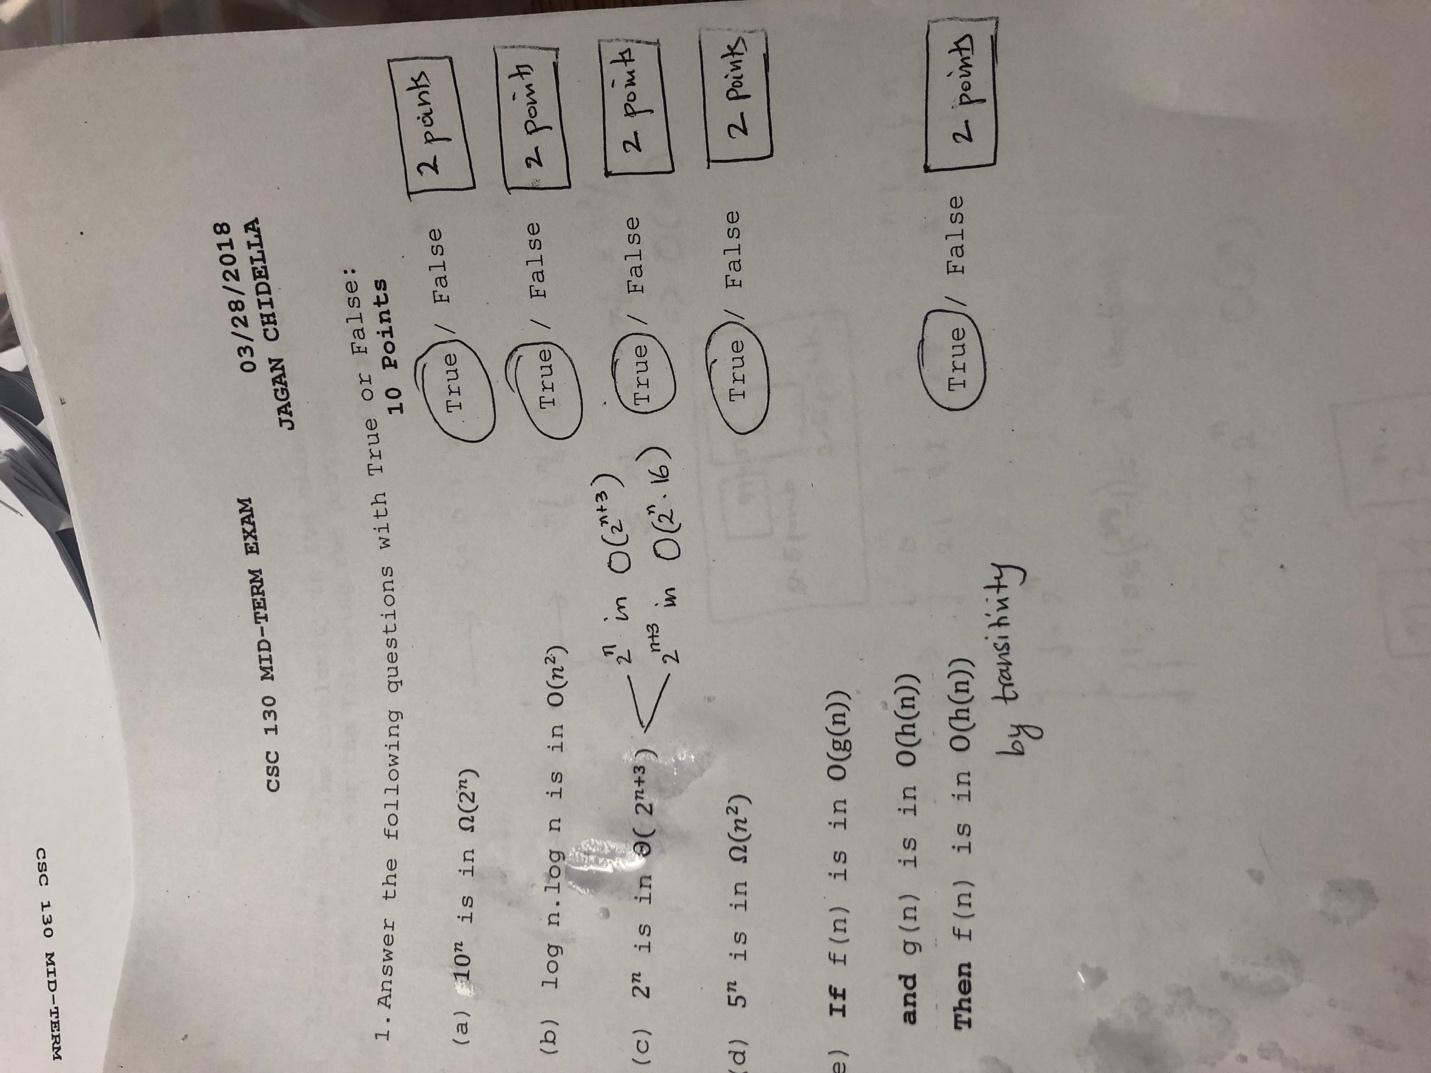 CSC 130 MID-TERM
CSC 130 MID-TERM EXAM 03/28/2018
JAGAN CHIDELLA
1. Answer the following questions with True or False:
10 Points
(a) 10ⁿ is in Ω(2ⁿ) True / False 2 points
(b) log n.log n is in O(n²) True / False 2 points
(c) 2ⁿ is in Θ( 2ⁿ⁺³ ) 2ⁿ in O(2ⁿ⁺³) True / False 2 points
2ⁿ⁺³ in O(2ⁿ.16)
(d) 5ⁿ is in Ω(n²) True / False 2 Points
e) If f(n) is in O(g(n))
and g(n) is in O(h(n))
Then f(n) is in O(h(n)) True / False 2 points
by transitivity